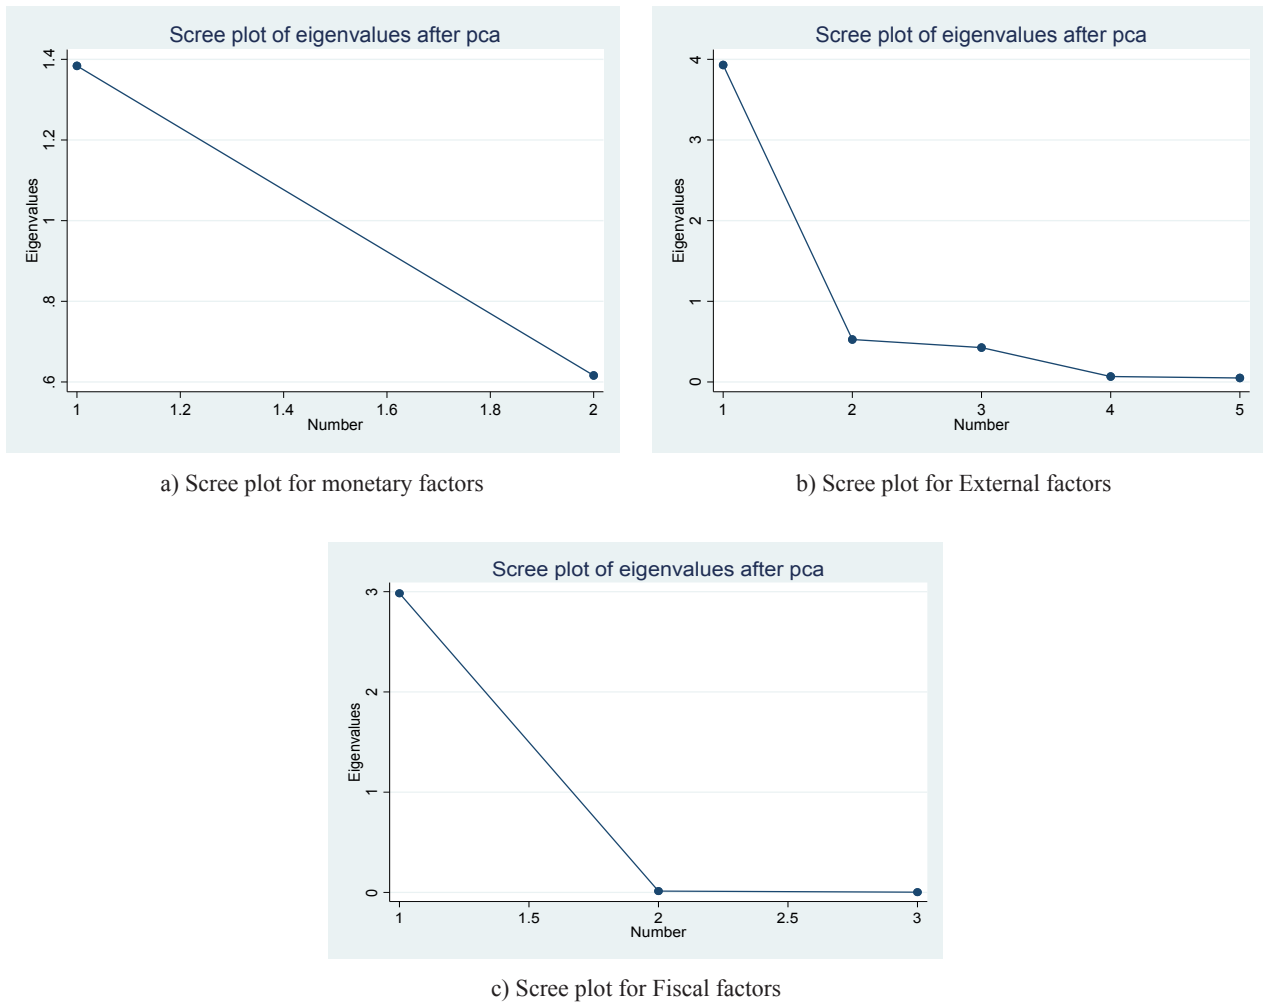 Scree plot of eigenvalues after pca
Eigenvalues
1.4
1.2
1
.8
.6
1 1.2 1.4 1.6 1.8 2
Number
a) Scree plot for monetary factors
Scree plot of eigenvalues after pca
Eigenvalues
4
3
2
1
0
1 2 3 4 5
Number
b) Scree plot for External factors
Scree plot of eigenvalues after pca
Eigenvalues
3
2
1
0
1 1.5 2 2.5 3
Number
c) Scree plot for Fiscal factors